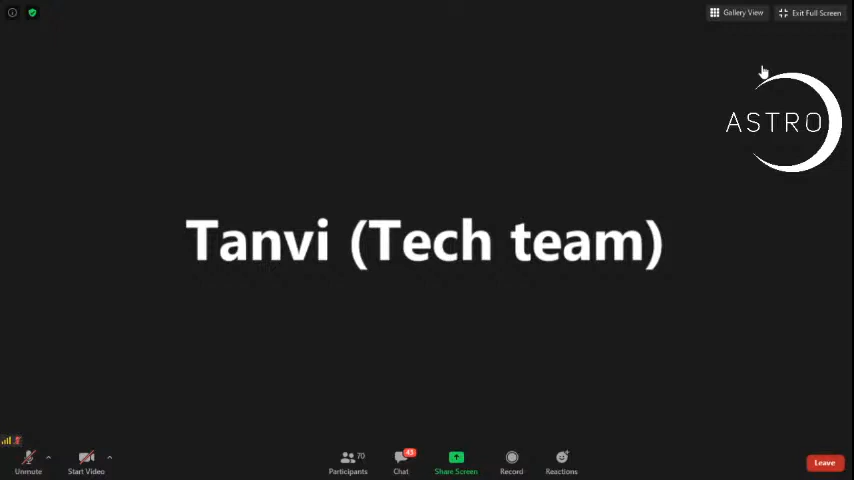 Gallery View
Exit Full Screen
ASTRO
Tanvi (Tech team)
Unmute
Start Video
Participants 70
Chat 43
Share Screen
Record
Reactions
Leave